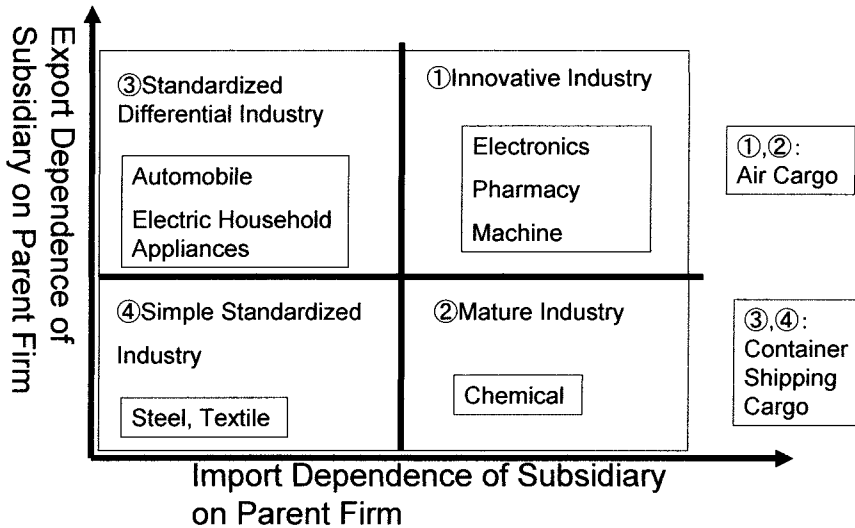 Export Dependence of
Subsidiary on Parent Firm
③Standardized
Differential Industry
Automobile
Electric Household
Appliances
①Innovative Industry
Electronics
Pharmacy
Machine
①,②:
Air Cargo
④Simple Standardized
Industry
Steel, Textile
②Mature Industry
Chemical
③,④:
Container
Shipping
Cargo
Import Dependence of Subsidiary
on Parent Firm